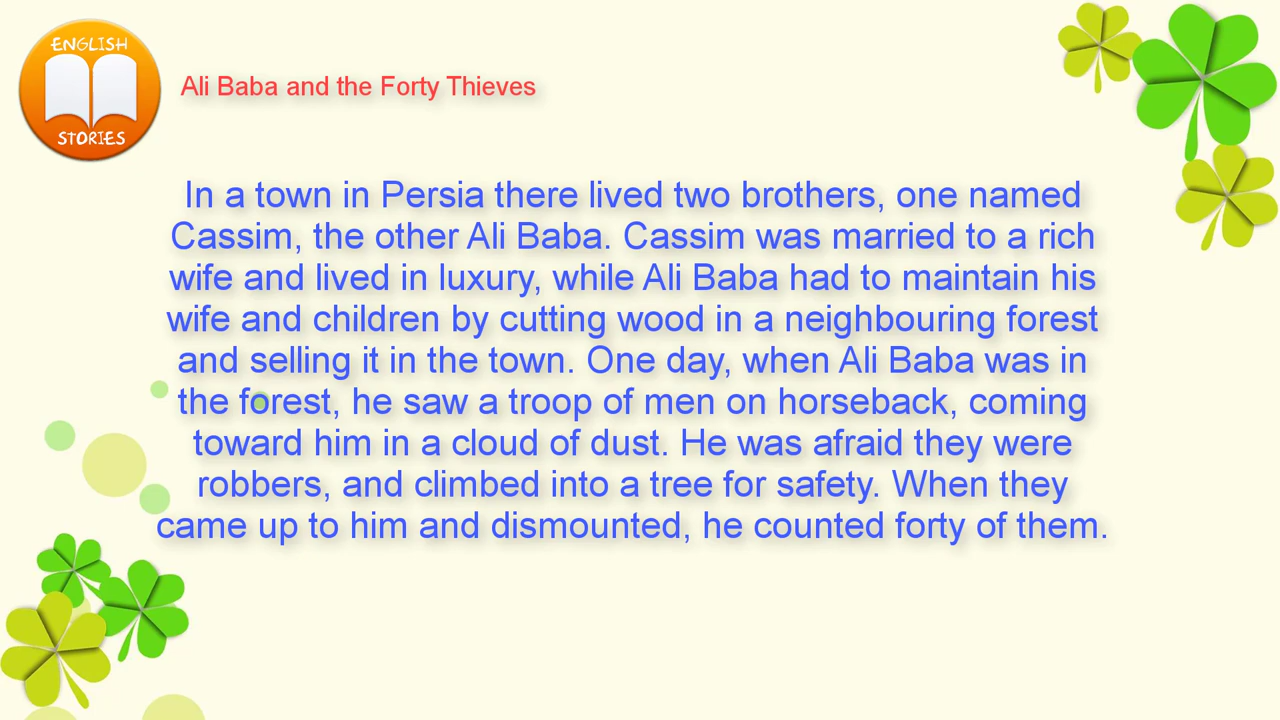 ENGLISH
STORIES
Ali Baba and the Forty Thieves
In a town in Persia there lived two brothers, one named
Cassim, the other Ali Baba. Cassim was married to a rich
wife and lived in luxury, while Ali Baba had to maintain his
wife and children by cutting wood in a neighbouring forest
and selling it in the town. One day, when Ali Baba was in
the forest, he saw a troop of men on horseback, coming
toward him in a cloud of dust. He was afraid they were
robbers, and climbed into a tree for safety. When they
came up to him and dismounted, he counted forty of them.